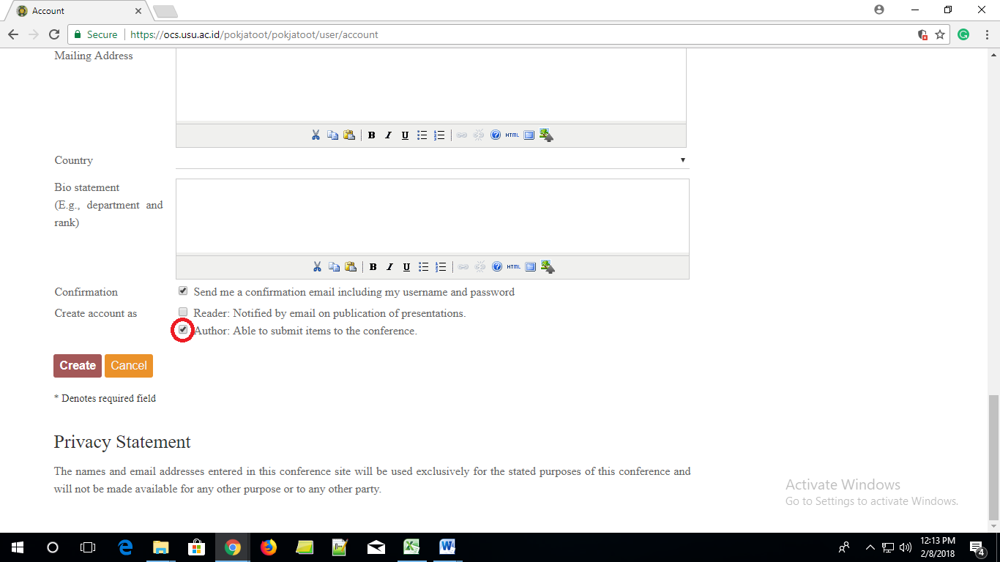 Account
Secure https://ocs.usu.ac.id/pokjatoot/pokjatoot/user/account
Mailing Address
B I U HTML
Country
Bio statement
(E.g., department and
rank)
B I U HTML
Confirmation Send me a confirmation email including my username and password
Create account as Reader: Notified by email on publication of presentations.
Author: Able to submit items to the conference.
Create Cancel
* Denotes required field
Privacy Statement
The names and email addresses entered in this conference site will be used exclusively for the stated purposes of this conference and
will not be made available for any other purpose or to any other party.
Activate Windows
Go to Settings to activate Windows.
12:13 PM
2/8/2018
4